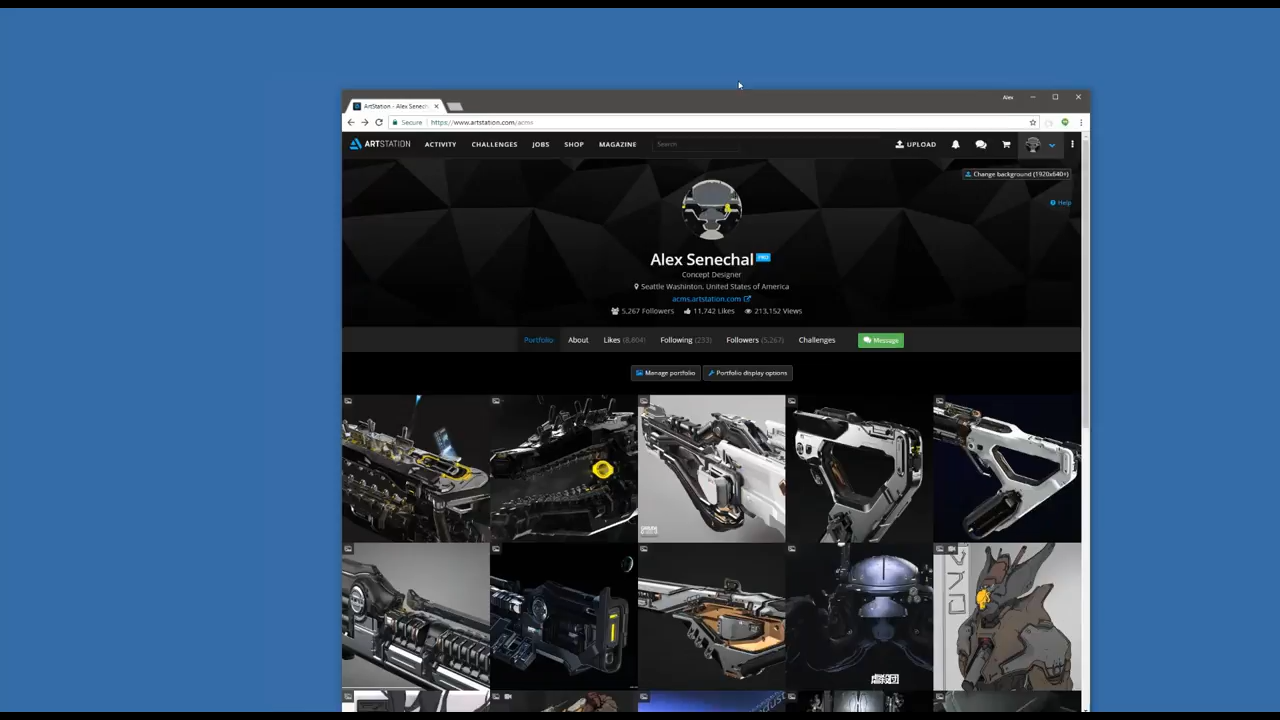 Alex
ArtStation - Alex Senech
Secure https://www.artstation.com/acms
ARTSTATION ACTIVITY CHALLENGES JOBS SHOP MAGAZINE Search UPLOAD
Change background (1920x640+)
Help
Alex Senechal PRO
Concept Designer
Seattle Washinton, United States of America
acms.artstation.com
5,267 Followers 11,742 Likes 213,152 Views
Portfolio About Likes (8,804) Following (233) Followers (5,267) Challenges Message
Manage portfolio Portfolio display options